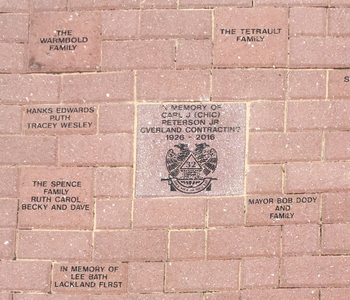 THE
WARMBOLD
FAMILY
THE TETRAULT
FAMILY
HANKS EDWARDS
RUTH
TRACEY WESLEY
IN MEMORY OF
CARL J (CHIC)
PETERSON JR
OVERLAND CONTRACTING
1926 - 2016
32
THE SPENCE
FAMILY
RUTH CAROL
BECKY AND DAVE
MAYOR BOB DODY
AND
FAMILY
IN MEMORY OF
LEE BATH
LACKLAND FLRST